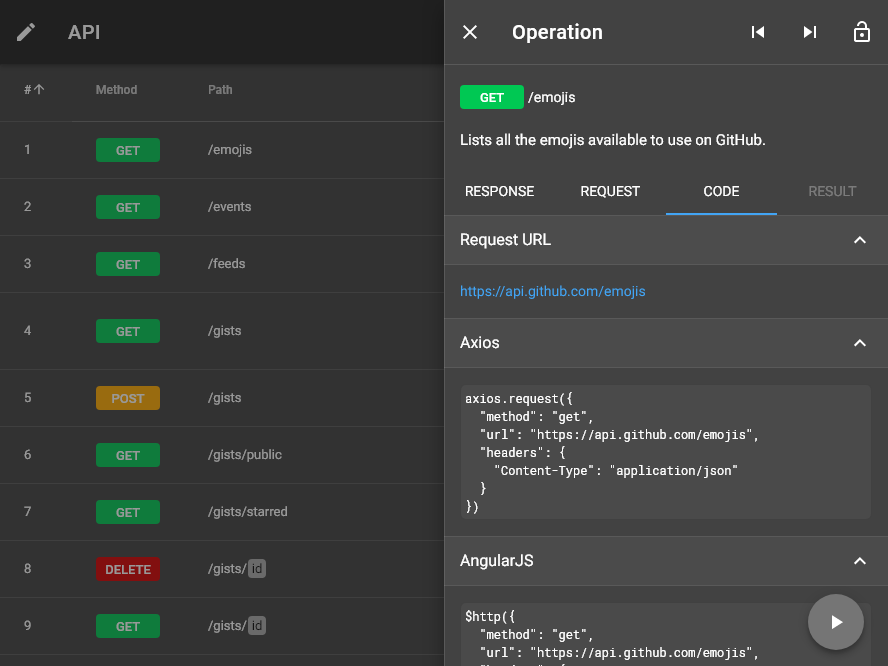 API
# Method Path
1 GET /emojis
2 GET /events
3 GET /feeds
4 GET /gists
5 POST /gists
6 GET /gists/public
7 GET /gists/starred
8 DELETE /gists/ id
9 GET /gists/ id
Operation
GET /emojis
Lists all the emojis available to use on GitHub.
RESPONSE REQUEST CODE RESULT
Request URL
https://api.github.com/emojis
Axios
axios.request({
  "method": "get",
  "url": "https://api.github.com/emojis",
  "headers": {
    "Content-Type": "application/json"
  }
})
AngularJS
$http({
  "method": "get",
  "url": "https://api.github.com/emojis",